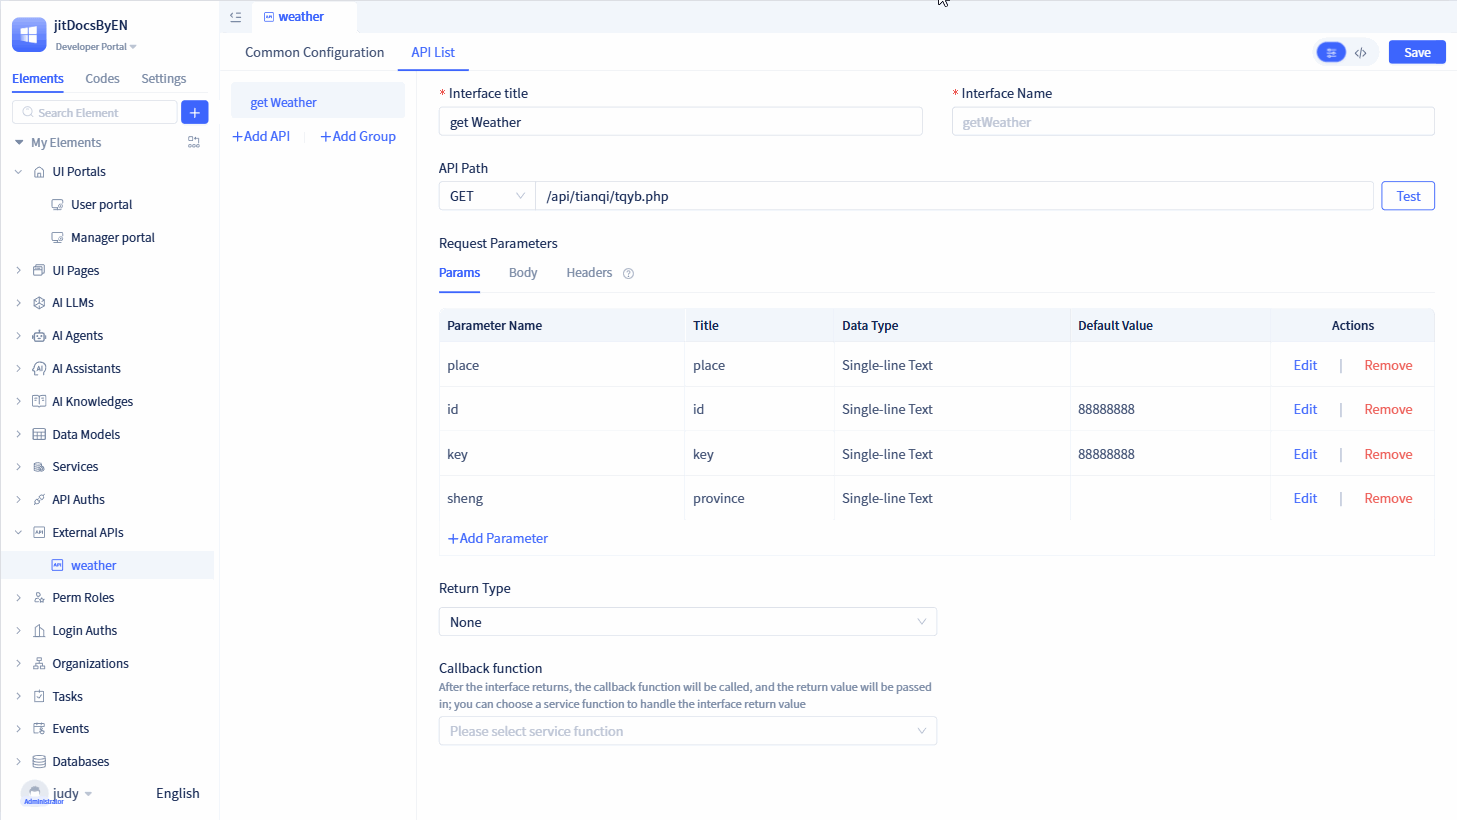 jitDocsByEN
Developer Portal
Elements
Codes
Settings
Search Element
My Elements
UI Portals
User portal
Manager portal
UI Pages
AI LLMs
AI Agents
AI Assistants
AI Knowledges
Data Models
Services
API Auths
External APIs
weather
Perm Roles
Login Auths
Organizations
Tasks
Events
Databases
judy
Administrator
English
weather
Common Configuration
API List
Save
get Weather
+Add API
+Add Group
* Interface title
* Interface Name
get Weather
getWeather
API Path
GET
/api/tianqi/tqyb.php
Test
Request Parameters
Params
Body
Headers
Parameter Name Title Data Type Default Value Actions
place place Single-line Text Edit | Remove
id id Single-line Text 88888888 Edit | Remove
key key Single-line Text 88888888 Edit | Remove
sheng province Single-line Text Edit | Remove
+Add Parameter
Return Type
None
Callback function
After the interface returns, the callback function will be called, and the return value will be passed
in; you can choose a service function to handle the interface return value
Please select service function